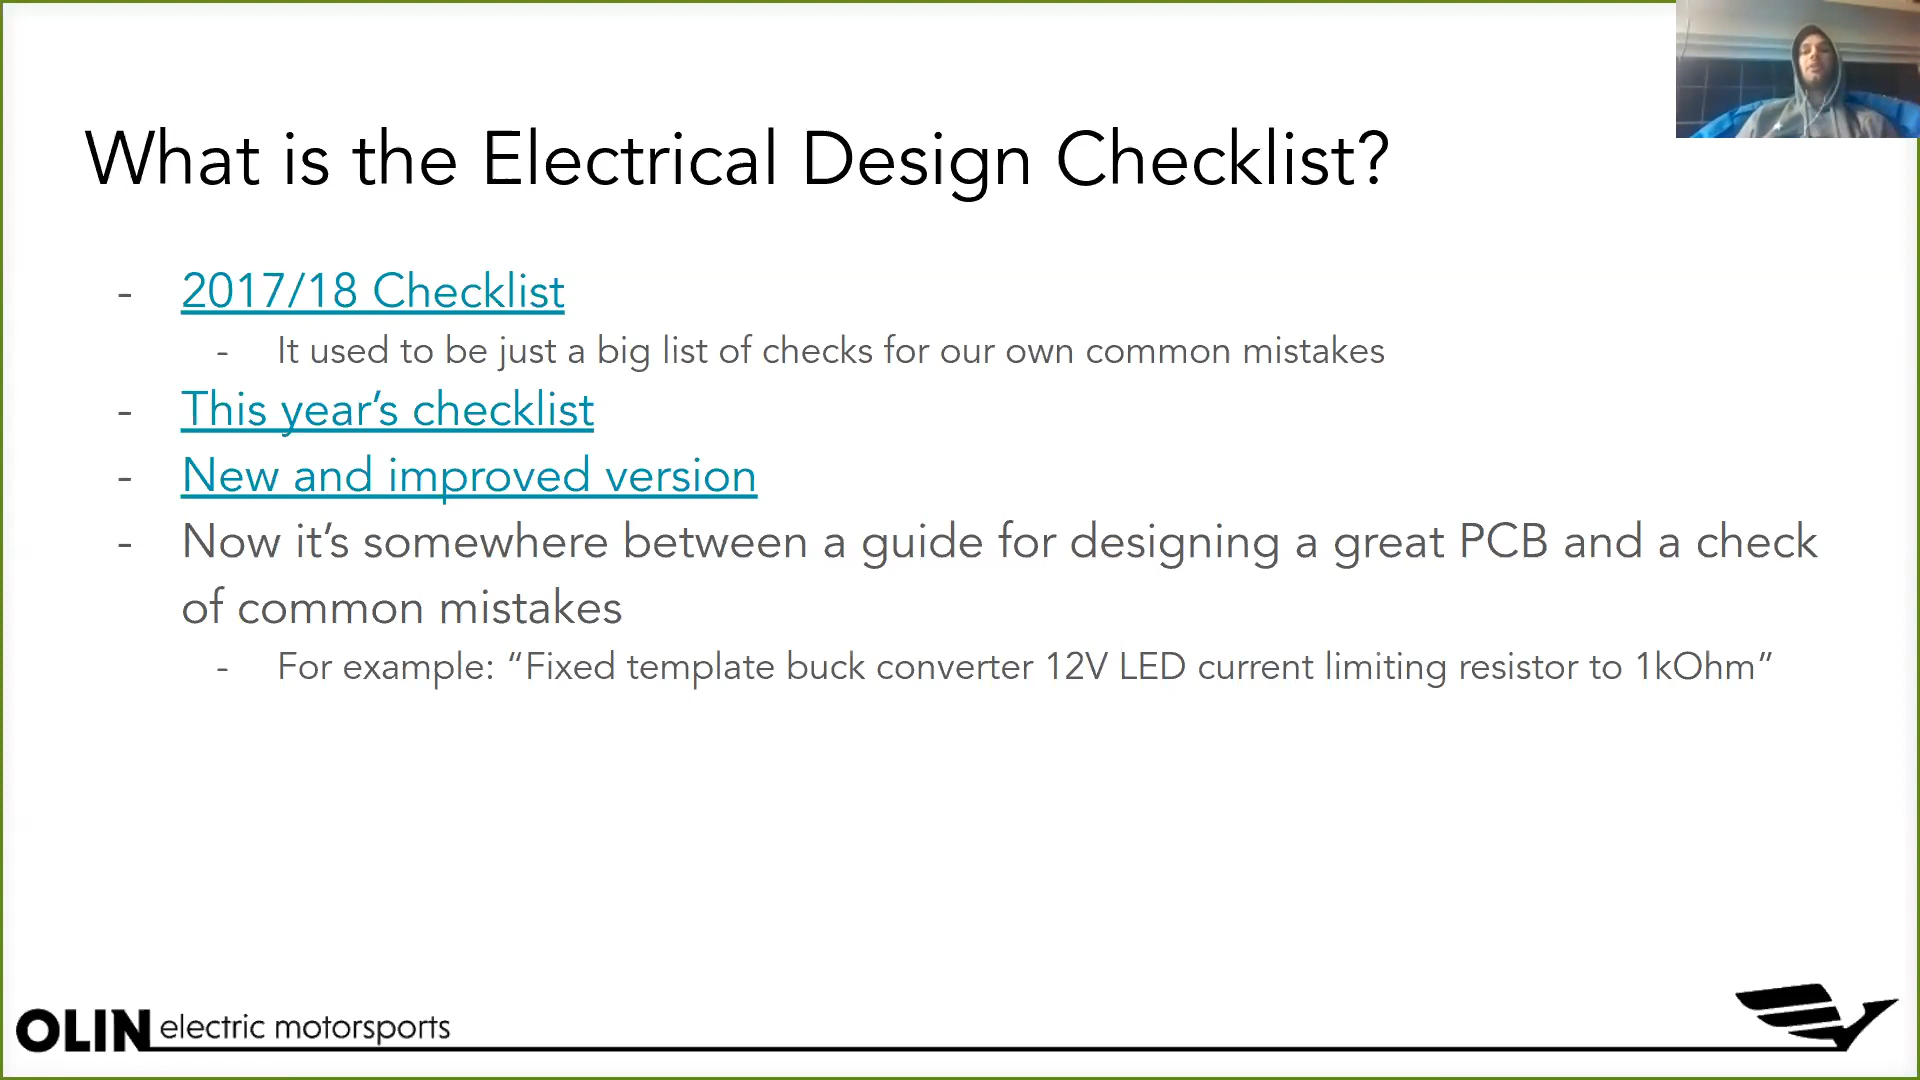 What is the Electrical Design Checklist?
- 2017/18 Checklist
- It used to be just a big list of checks for our own common mistakes
- This year’s checklist
- New and improved version
- Now it’s somewhere between a guide for designing a great PCB and a check
of common mistakes
- For example: “Fixed template buck converter 12V LED current limiting resistor to 1kOhm”
OLIN electric motorsports